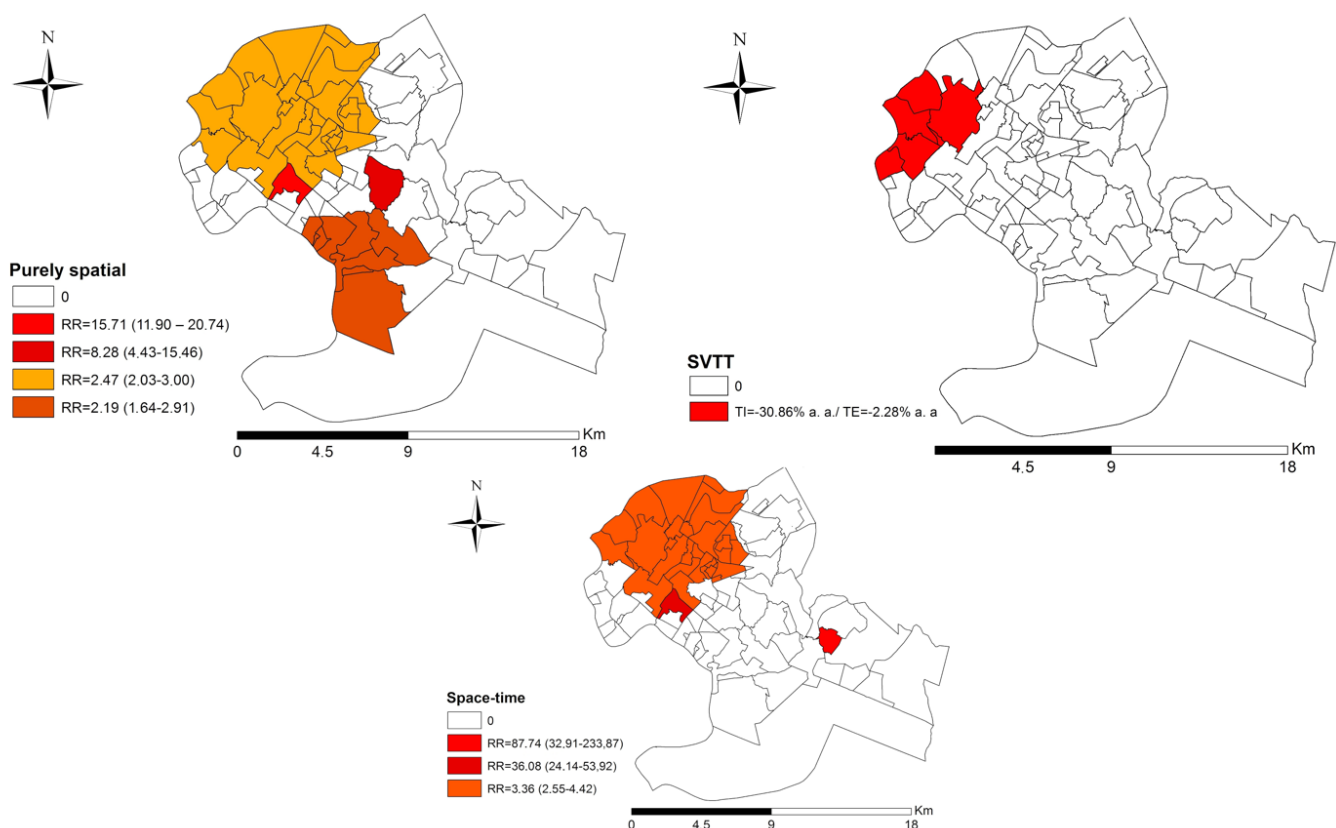 N
Purely spatial
0
RR=15.71 (11.90 – 20.74)
RR=8.28 (4.43-15.46)
RR=2.47 (2.03-3.00)
RR=2.19 (1.64-2.91)
Km
0 4.5 9 18
N
SVTT
0
TI=-30.86% a. a./ TE=-2.28% a. a
Km
4.5 9 18
N
Space-time
0
RR=87.74 (32,91-233,87)
RR=36.08 (24.14-53,92)
RR=3.36 (2.55-4.42)
Km
0 4.5 9 18